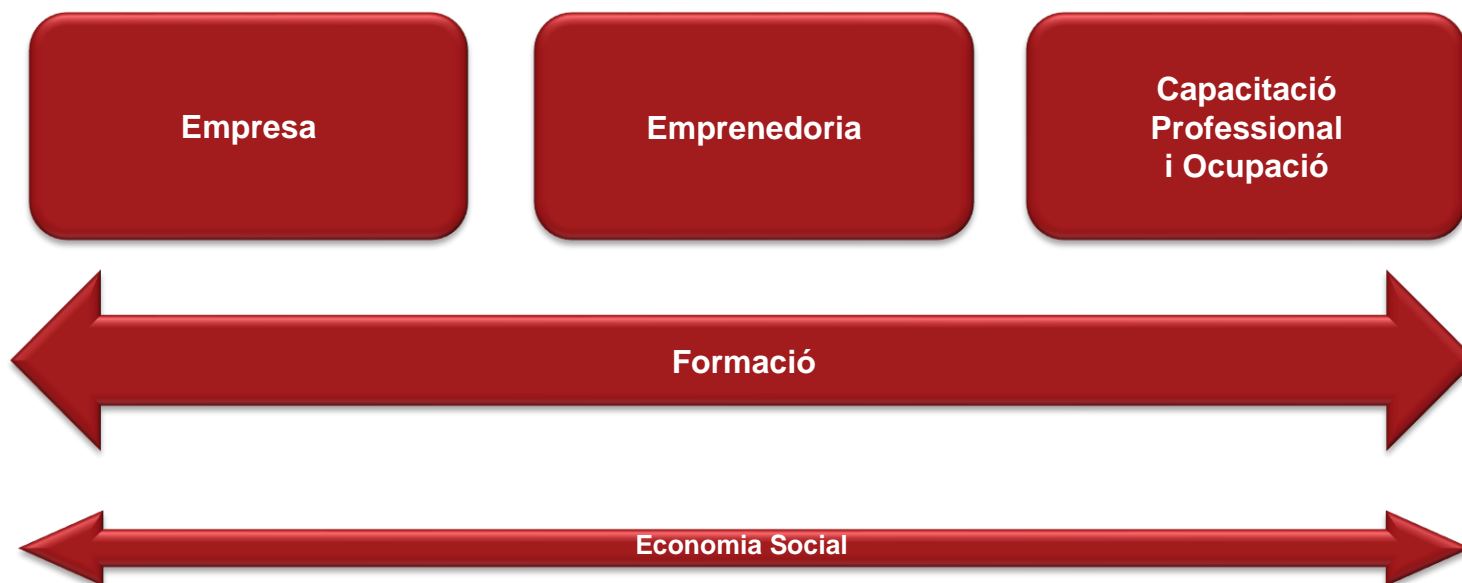 Empresa
Emprenedoria
Capacitació
Professional
i Ocupació
Formació
Economia Social